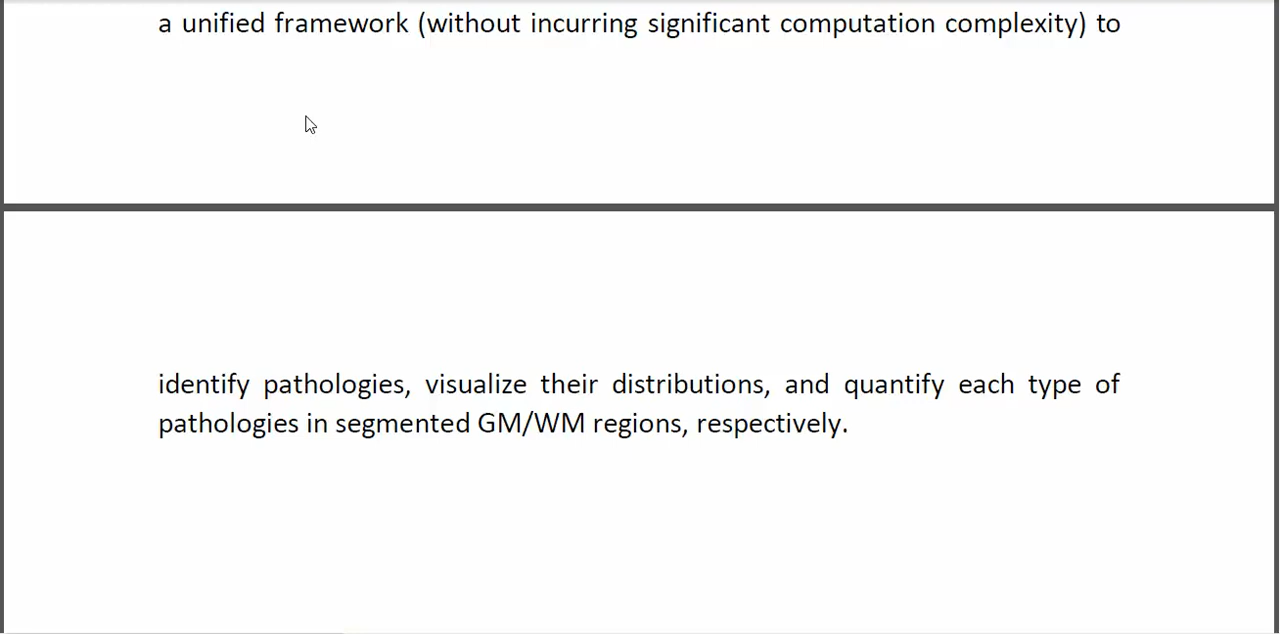 a unified framework (without incurring significant computation complexity) to
identify pathologies, visualize their distributions, and quantify each type of
pathologies in segmented GM/WM regions, respectively.